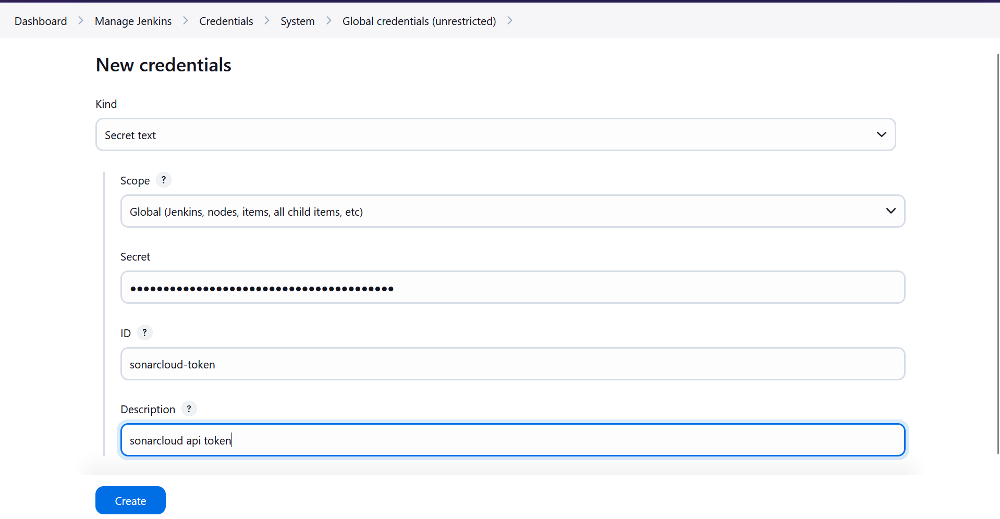 Dashboard > Manage Jenkins > Credentials > System > Global credentials (unrestricted) >
New credentials
Kind
Secret text
Scope ?
Global (Jenkins, nodes, items, all child items, etc)
Secret
••••••••••••••••••••••••••••••••••••••••
ID ?
sonarcloud-token
Description ?
sonarcloud api token
Create